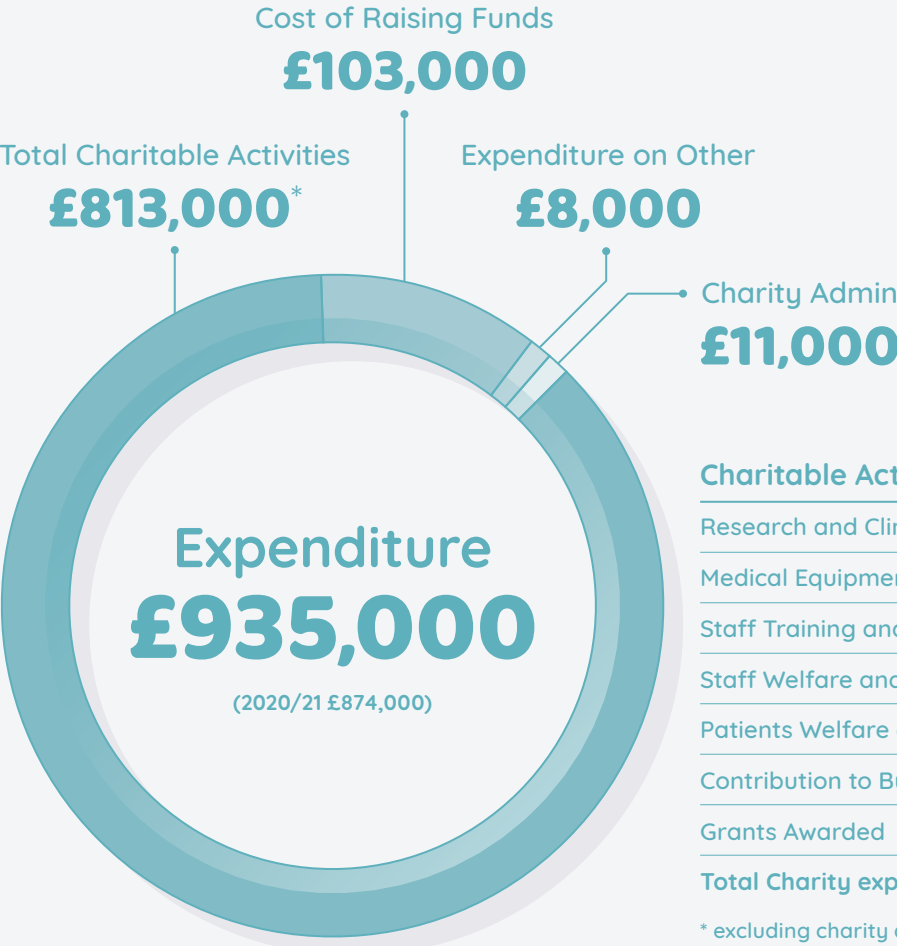 Cost of Raising Funds
£103,000
Total Charitable Activities
£813,000*
Expenditure on Other
£8,000
Charity Admin
£11,000
Expenditure
£935,000
(2020/21 £874,000)
Charitable
Research and
Medical
Staff Training
Staff Welfare
Patients Welfare
Contribution to
Grants Awarded
Total Charity
* excluding charity